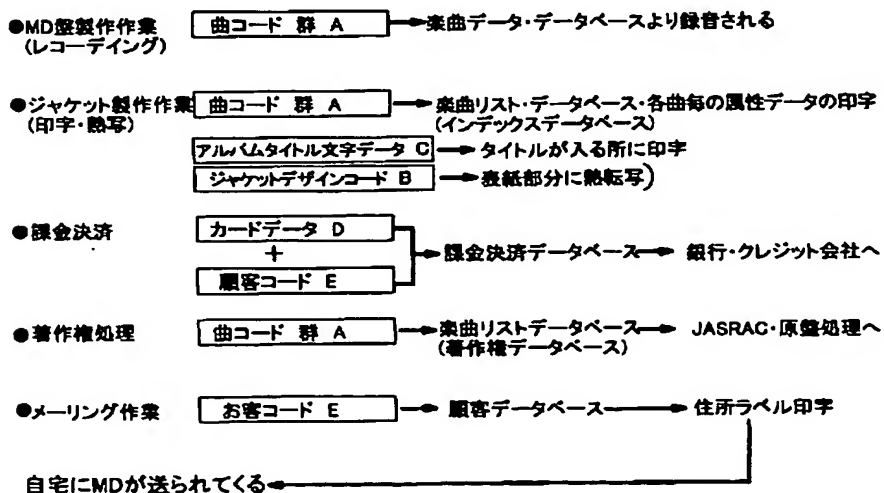 ●MD盤製作作業 曲コード 群 A 楽曲データ・データベースより録音される
(レコーデイング)
●ジャケット製作作業 曲コード 群 A 楽曲リスト・データベース・各曲毎の属性データの印字
(印字・熱写) (インデックスデータベース)
アルバムタイトル文字データ C タイトルが入る所に印字
ジャケットデザインコード B 表紙部分に熱転写)
●課金決済 カードデータ D
+ 課金決済データベース 銀行・クレジット会社へ
顧客コード E
●著作権処理 曲コード 群 A 楽曲リストデータベース JASRAC・原盤処理へ
(著作権データベース)
●メーリング作業 お客コード E 顧客データベース 住所ラベル印字
自宅にMDが送られてくる